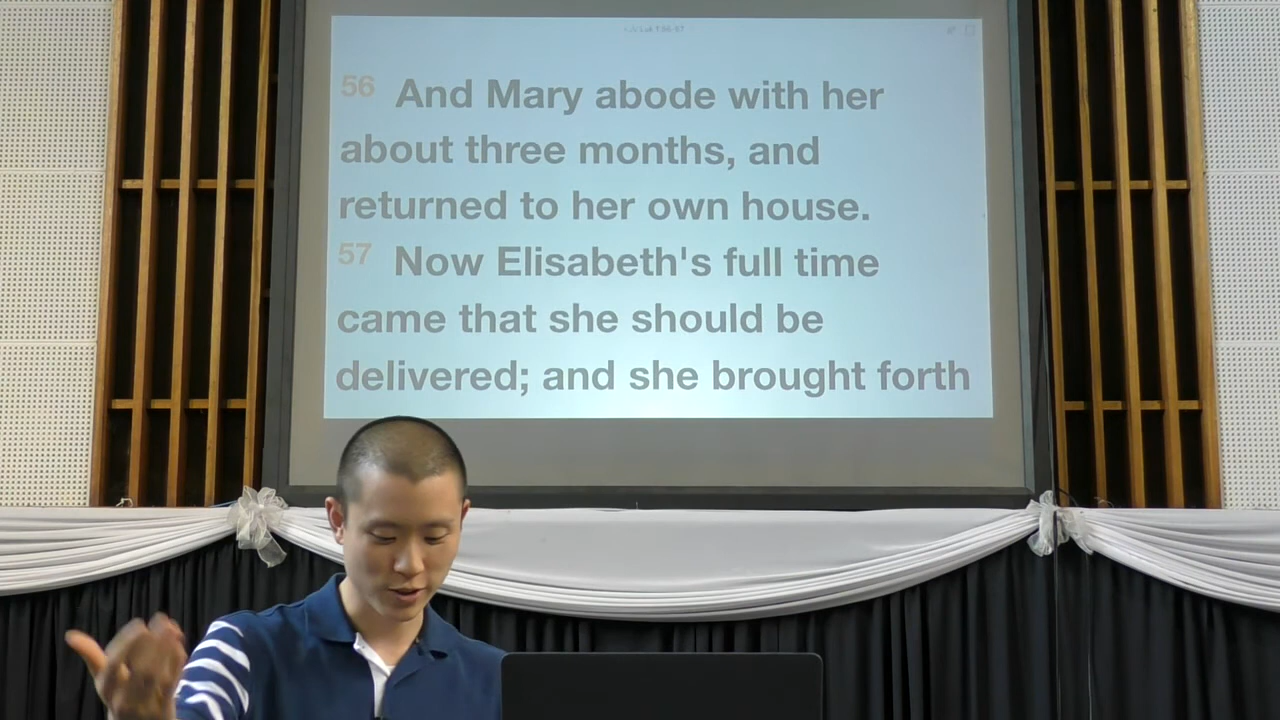 56 And Mary abode with her
about three months, and
returned to her own house.
57 Now Elisabeth's full time
came that she should be
delivered; and she brought forth